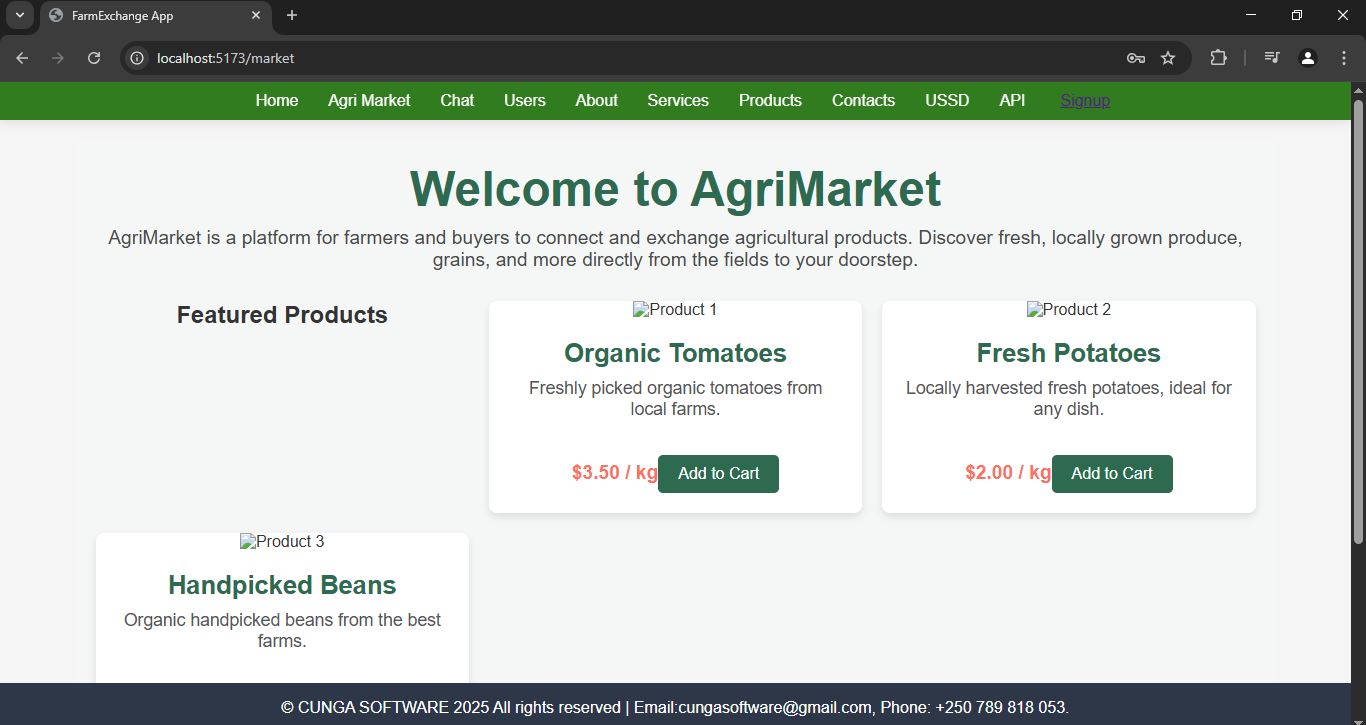 FarmExchange App
localhost:5173/market
Home Agri Market Chat Users About Services Products Contacts USSD API Signup
Welcome to AgriMarket
AgriMarket is a platform for farmers and buyers to connect and exchange agricultural products. Discover fresh, locally grown produce,
grains, and more directly from the fields to your doorstep.
Featured Products
Product 1
Organic Tomatoes
Freshly picked organic tomatoes from
local farms.
$3.50 / kg Add to Cart
Product 2
Fresh Potatoes
Locally harvested fresh potatoes, ideal for
any dish.
$2.00 / kg Add to Cart
Product 3
Handpicked Beans
Organic handpicked beans from the best
farms.
© CUNGA SOFTWARE 2025 All rights reserved | Email:cungasoftware@gmail.com, Phone: +250 789 818 053.